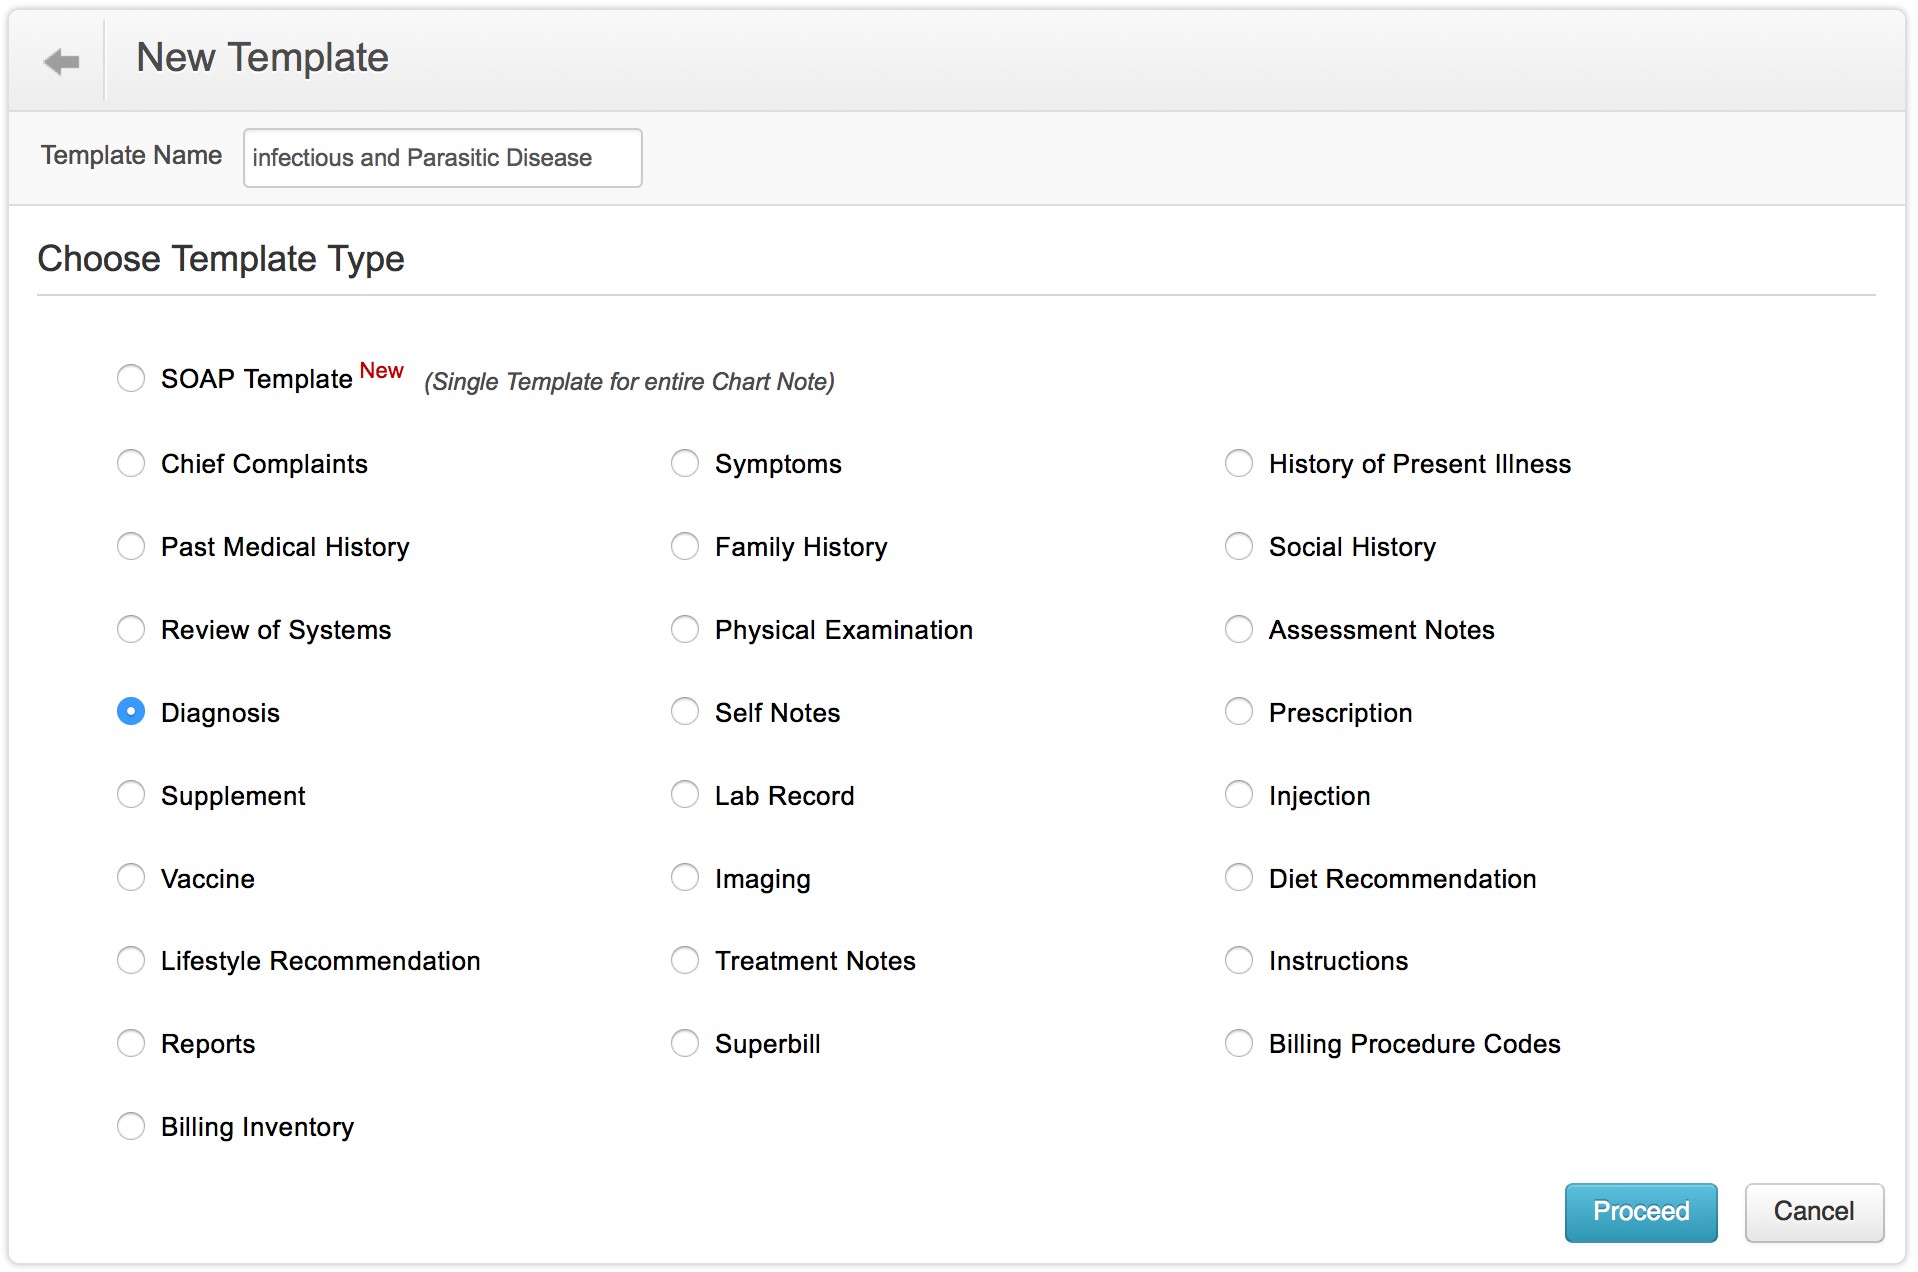 New Template
Template Name infectious and Parasitic Disease
Choose Template Type
SOAP Template New (Single Template for entire Chart Note)
Chief Complaints Symptoms History of Present Illness
Past Medical History Family History Social History
Review of Systems Physical Examination Assessment Notes
Diagnosis Self Notes Prescription
Supplement Lab Record Injection
Vaccine Imaging Diet Recommendation
Lifestyle Recommendation Treatment Notes Instructions
Reports Superbill Billing Procedure Codes
Billing Inventory
Proceed Cancel